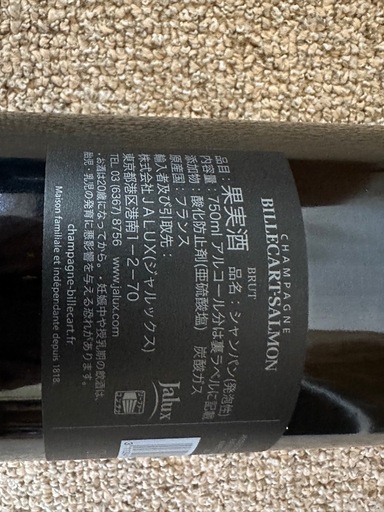 CHAMPAGNE
BILLECART-SALMON
BRUT
品目：果実酒 品名：シャンパン(発泡性)
内容量：750ml アルコール分は裏ラベルに記載
添加物：酸化防止剤(亜硫酸塩) 炭酸ガス
原産国：フランス
輸入者及び引取先：
株式会社JALUX(ジャルックス)
東京都港区港南1-2-70
TEL.03 (6367) 8756 www.jalux.com
・お酒は20歳になってから。妊娠中や授乳期の飲酒は、
胎児・乳児の発育に悪影響を与える恐れがあります。
champagne-billecart.fr
Maison familiale et indépendante depuis 1818.
Jalux